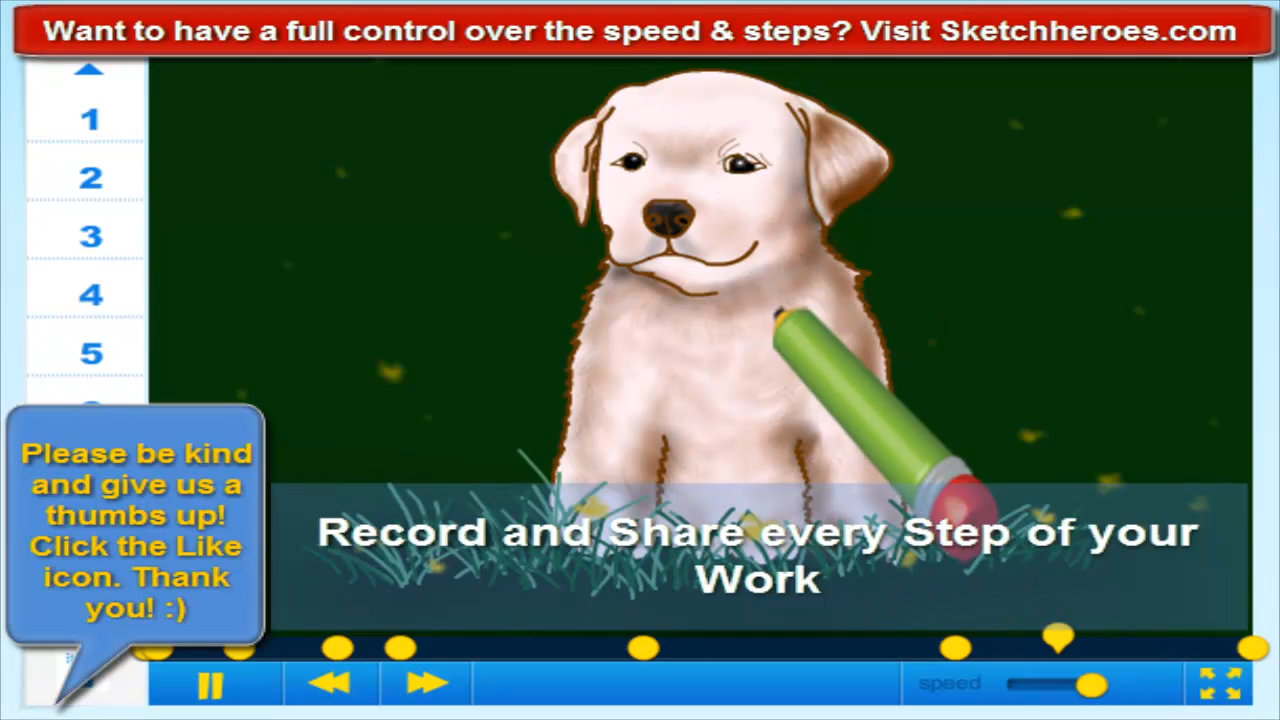 Want to have a full control over the speed & steps? Visit Sketchheroes.com
1
2
3
4
5
Please be kind
and give us a
thumbs up!
Click the Like
icon. Thank
you! :)
Record and Share every Step of your
Work
speed